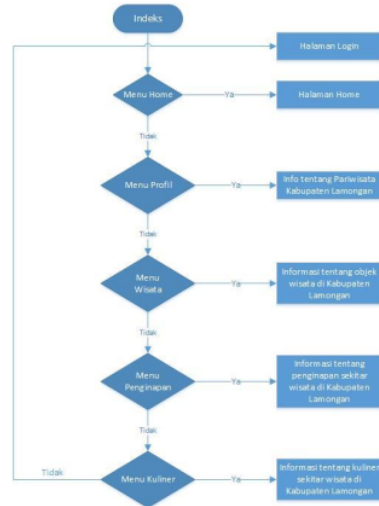 Indeks
Halaman Login
Menu Home
Ya
Halaman Home
Tidak
Menu Profil
Ya
Info tentang Pariwisata
Kabupaten Lamongan
Tidak
Menu
Wisata
Ya
Informasi tentang objek
wisata di Kabupaten
Lamongan
Tidak
Menu
Penginapan
Ya
Informasi tentang
penginapan sekitar
wisata di Kabupaten
Lamongan
Tidak
Tidak
Menu Kuliner
Ya
Informasi tentang kuliner
sekitar wisata di
Kabupaten Lamongan